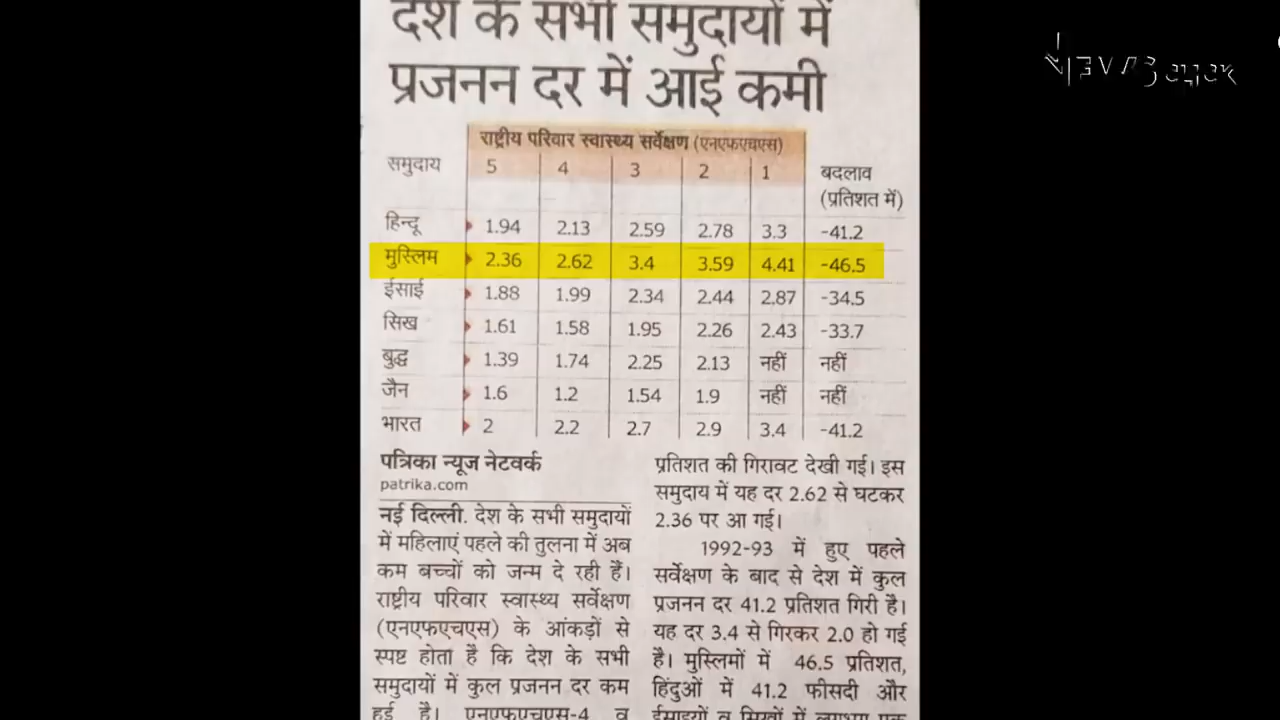 देश के सभी समुदायों में
प्रजनन दर में आई कमी
राष्ट्रीय परिवार स्वास्थ्य सर्वेक्षण (एनएफएचएस)
समुदाय 5 4 3 2 1 बदलाव
(प्रतिशत में)
हिन्दू 1.94 2.13 2.59 2.78 3.3 -41.2
मुस्लिम 2.36 2.62 3.4 3.59 4.41 -46.5
ईसाई 1.88 1.99 2.34 2.44 2.87 -34.5
सिख 1.61 1.58 1.95 2.26 2.43 -33.7
बुद्ध 1.39 1.74 2.25 2.13 नहीं नहीं
जैन 1.6 1.2 1.54 1.9 नहीं नहीं
भारत 2 2.2 2.7 2.9 3.4 -41.2
पत्रिका न्यूज नेटवर्क
patrika.com
नई दिल्ली. देश के सभी समुदायों
में महिलाएं पहले की तुलना में अब
कम बच्चों को जन्म दे रही हैं।
राष्ट्रीय परिवार स्वास्थ्य सर्वेक्षण
(एनएफएचएस) के आंकड़ों से
स्पष्ट होता है कि देश के सभी
समुदायों में कुल प्रजनन दर कम
हुई है। एनएफएचएस-4 व
प्रतिशत की गिरावट देखी गई। इस
समुदाय में यह दर 2.62 से घटकर
2.36 पर आ गई।
1992-93 में हुए पहले
सर्वेक्षण के बाद से देश में कुल
प्रजनन दर 41.2 प्रतिशत गिरी है।
यह दर 3.4 से गिरकर 2.0 हो गई
है। मुस्लिमों में 46.5 प्रतिशत,
हिंदुओं में 41.2 फीसदी और
ईसाइयों व सिखों में लगभग एक